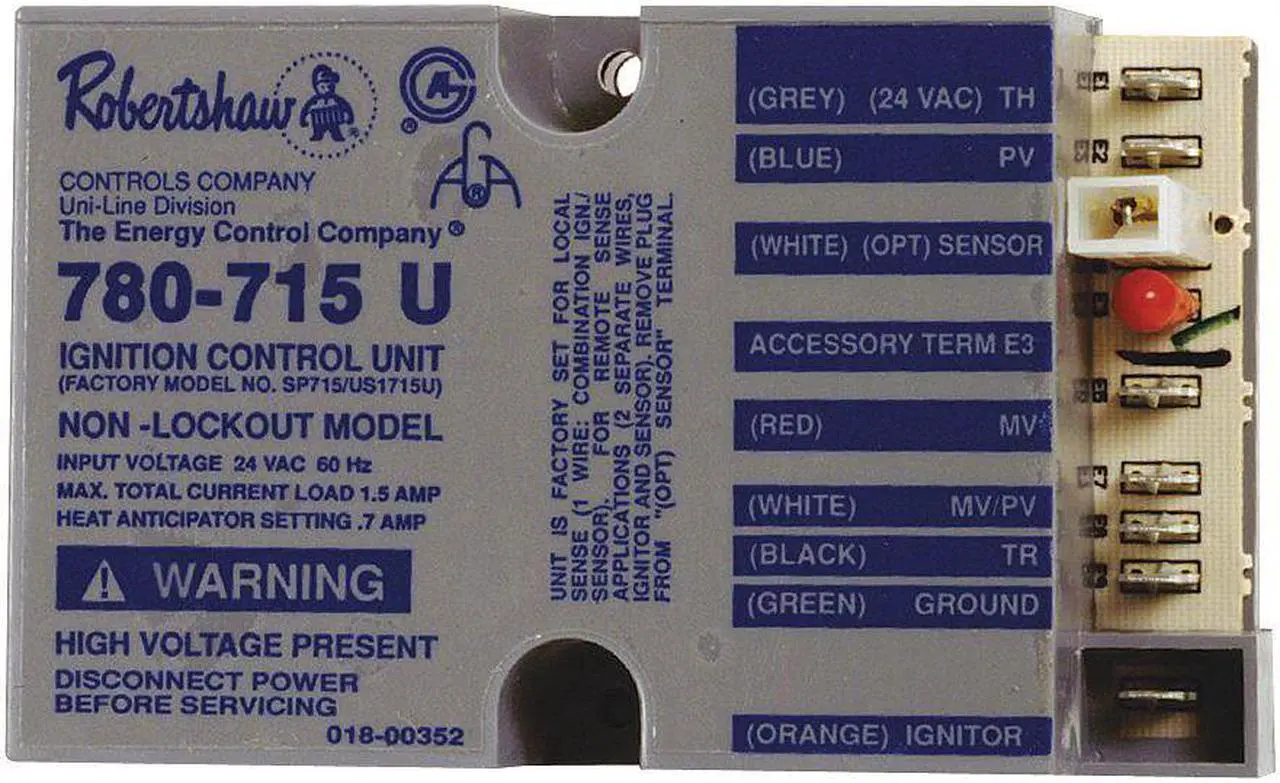 Robertshaw ®
CONTROLS COMPANY
Uni-Line Division
The Energy Control Company ®
780-715 U
IGNITION CONTROL UNIT
(FACTORY MODEL NO. SP715/US1715U)
NON -LOCKOUT MODEL
INPUT VOLTAGE 24 VAC 60 Hz
MAX. TOTAL CURRENT LOAD 1.5 AMP
HEAT ANTICIPATOR SETTING .7 AMP
WARNING
HIGH VOLTAGE PRESENT
DISCONNECT POWER
BEFORE SERVICING
018-00352
UNIT IS FACTORY SET FOR LOCAL
SENSE (1 WIRE: COMBINATION IGN./
SENSOR). FOR REMOTE SENSE
APPLICATIONS (2 SEPARATE WIRES,
IGNITOR AND SENSOR). REMOVE PLUG
FROM "(OPT) SENSOR" TERMINAL.
(GREY) (24 VAC) TH
(BLUE) PV
(WHITE) (OPT) SENSOR
ACCESSORY TERM E3
(RED) MV
(WHITE) MV/PV
(BLACK) TR
(GREEN) GROUND
(ORANGE) IGNITOR
E2
E7